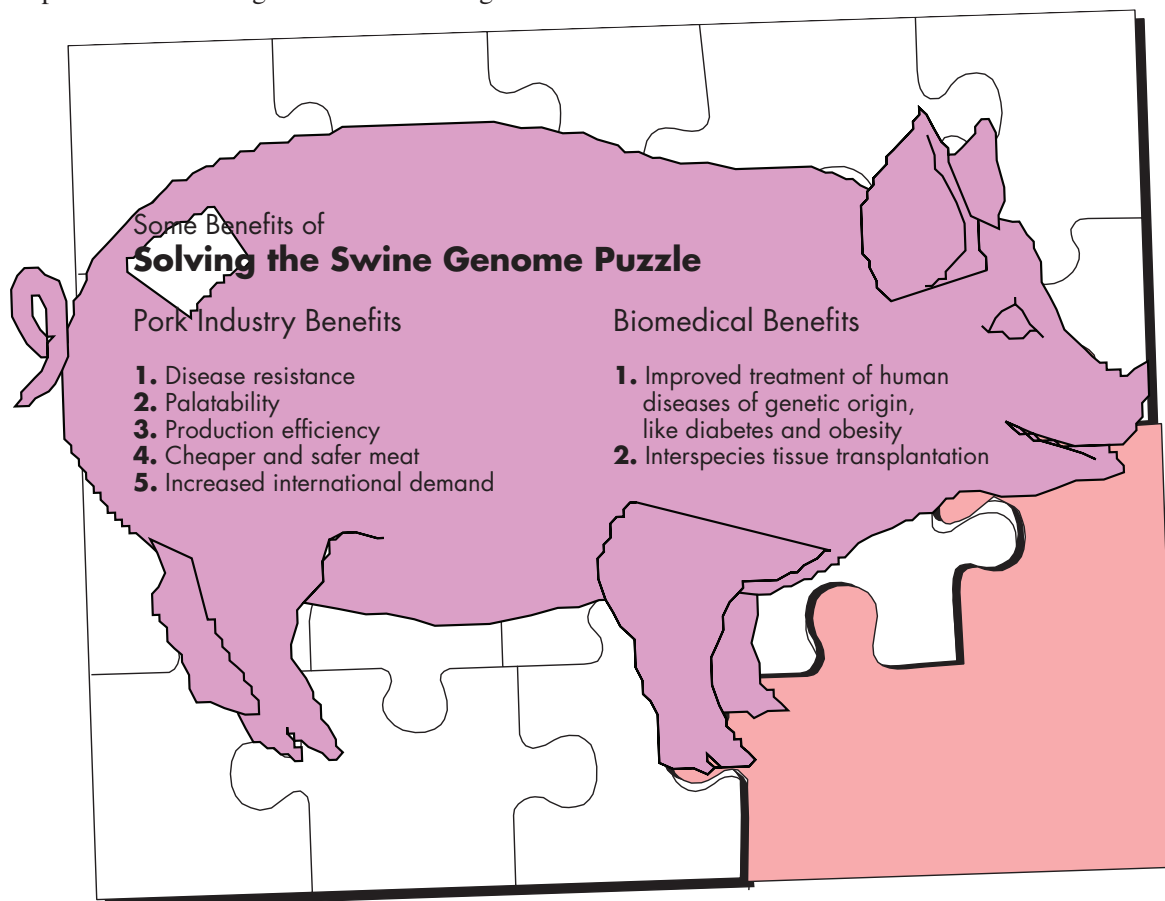 Some Benefits of
Solving the Swine Genome Puzzle
Pork Industry Benefits
1. Disease resistance
2. Palatability
3. Production efficiency
4. Cheaper and safer meat
5. Increased international demand
Biomedical Benefits
1. Improved treatment of human
diseases of genetic origin,
like diabetes and obesity
2. Interspecies tissue transplantation